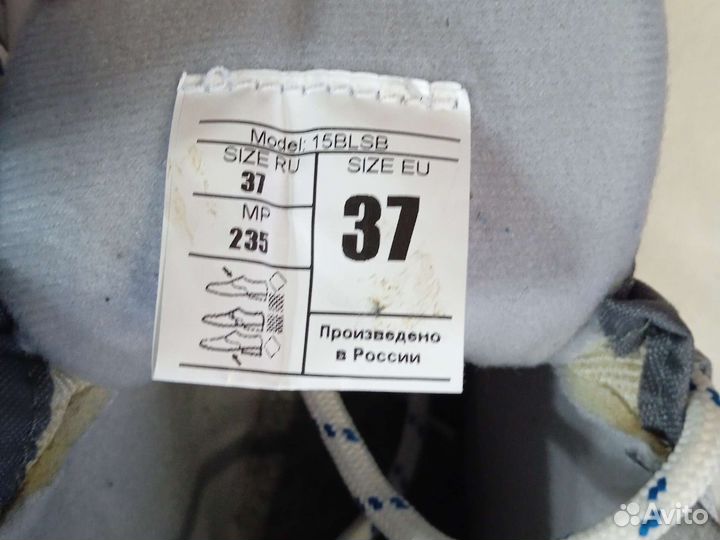 Model: 15BLSB
SIZE RU
37
MP
235
SIZE EU
37
Произведено
в России
Avito